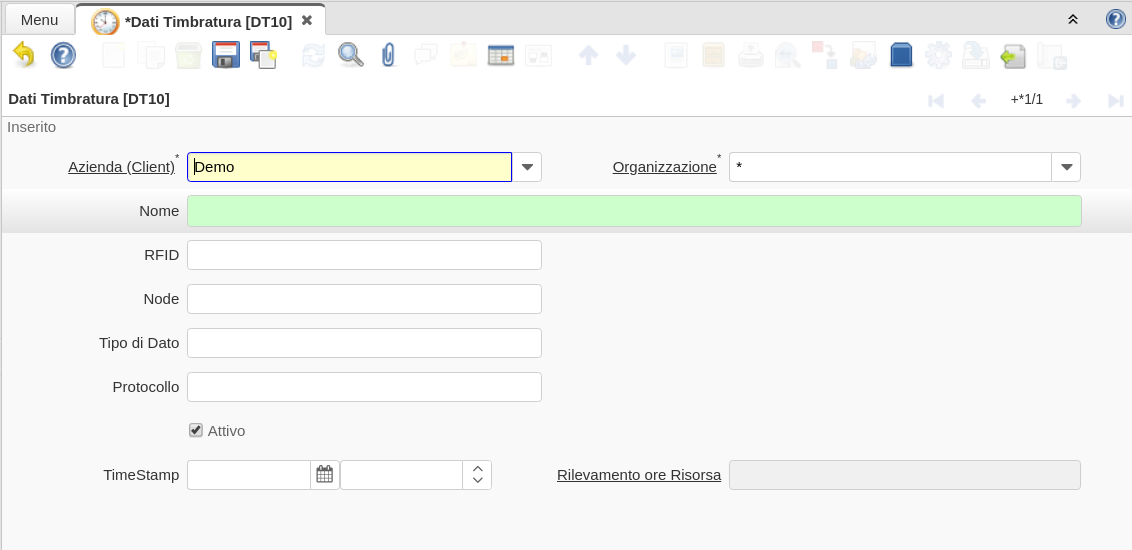 Menu
*Dati Timbratura [DT10]
Dati Timbratura [DT10]
+*1/1
Inserito
Azienda (Client)* Demo Organizzazione* *
Nome
RFID
Node
Tipo di Dato
Protocollo
Attivo
TimeStamp Rilevamento ore Risorsa